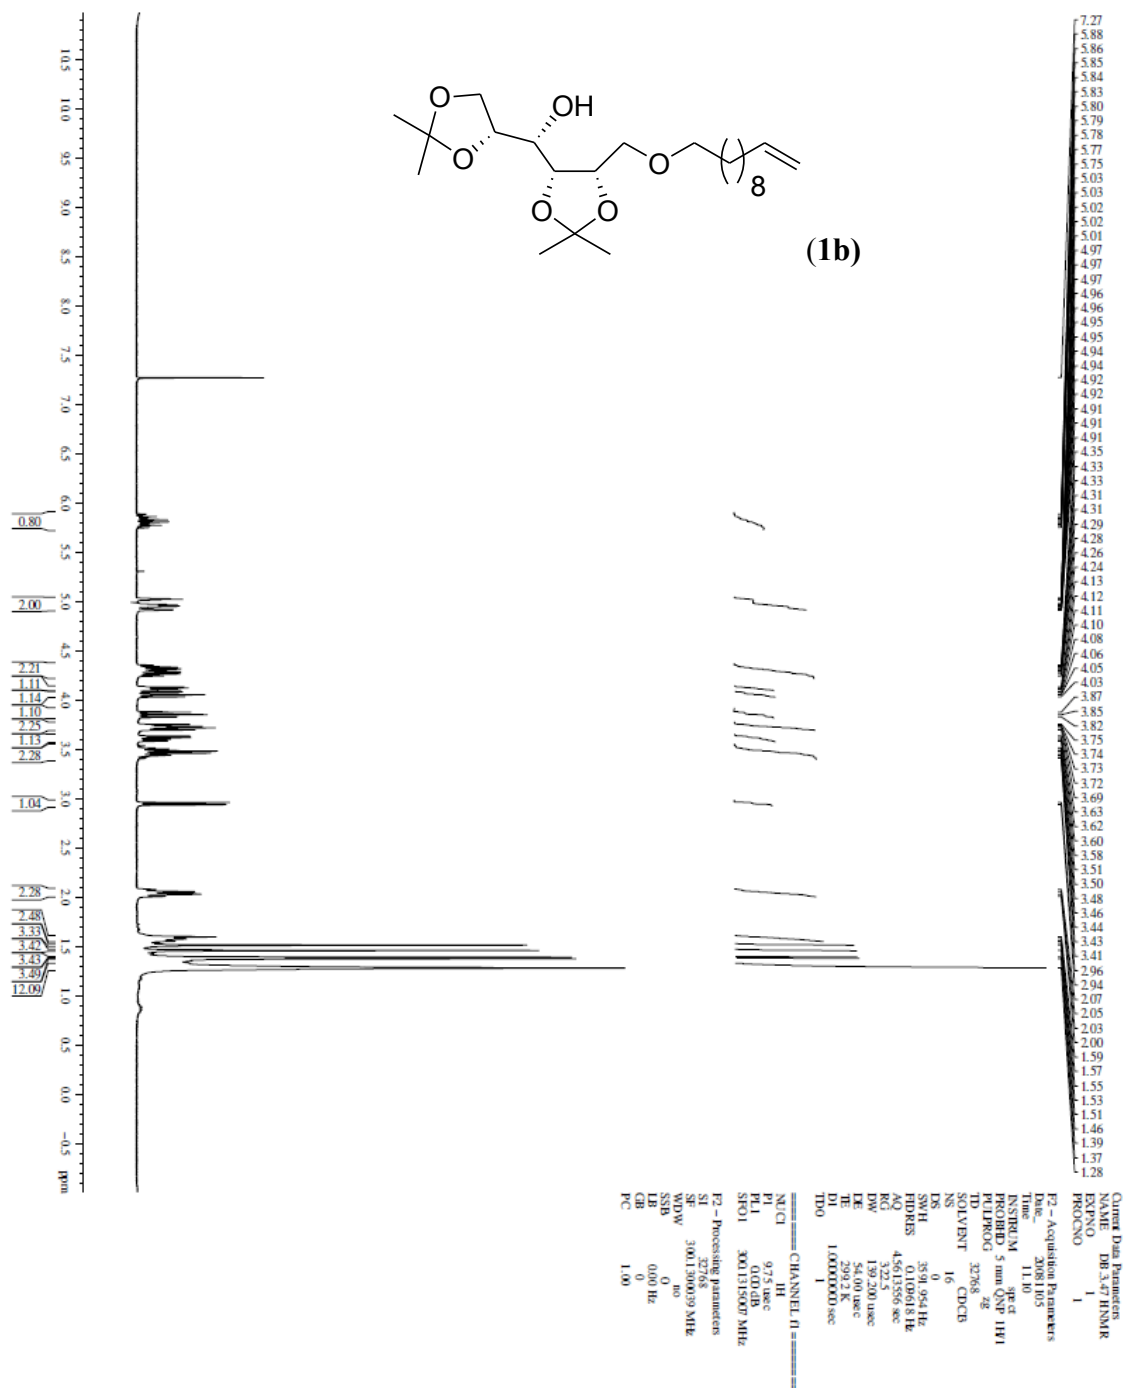 O
OH
O
O
O
O
8
(1b)
7.27
5.88
5.86
5.85
5.84
5.83
5.80
5.79
5.77
5.75
5.03
5.03
5.02
5.01
4.97
4.97
4.96
4.96
4.95
4.95
4.94
4.94
4.92
4.92
4.91
4.91
4.91
4.35
4.33
4.33
4.31
4.31
4.29
4.28
4.26
4.24
4.13
4.12
4.11
4.10
4.08
4.06
4.05
4.03
3.87
3.85
3.82
3.75
3.74
3.73
3.72
3.69
3.63
3.62
3.60
3.58
3.51
3.50
3.48
3.46
3.44
3.43
3.41
2.96
2.94
2.07
2.05
2.03
2.00
1.59
1.57
1.55
1.53
1.51
1.46
1.39
1.37
1.28
10.5
10.0
9.5
9.0
8.5
8.0
7.5
7.0
6.5
6.0
5.5
5.0
4.5
4.0
3.5
3.0
2.5
2.0
1.5
1.0
0.5
0.0
−0.5
ppm
0.80
2.00
2.21
1.11
1.14
1.10
2.25
1.13
2.28
1.04
2.28
2.48
3.33
3.42
3.43
3.49
12.09
Current Data Parameters
NAME DB 3.47 HNMR
EXPNO 1
PROCNO 1
F2 − Acquisition Parameters
Date_ 20081105
Time 11.10
INSTRUM spect
PROBHD 5 mm QNP 1H/1
PULPROG zg
TD 32768
SOLVENT CDCl3
NS 16
DS 0
SWH 3591.954 Hz
FIDRES 0.109618 Hz
AQ 4.5613556 sec
RG 322.5
DW 139.200 usec
DE 54.00 usec
TE 299.2 K
D1 1.00000000 sec
TD0 1
======== CHANNEL f1 ========
NUC1 1H
P1 9.75 usec
PL1 0.00 dB
SFO1 300.1315007 MHz
F2 − Processing parameters
SI 32768
SF 300.1300039 MHz
WDW no
SSB 0
LB 0.00 Hz
GB 0
PC 1.00